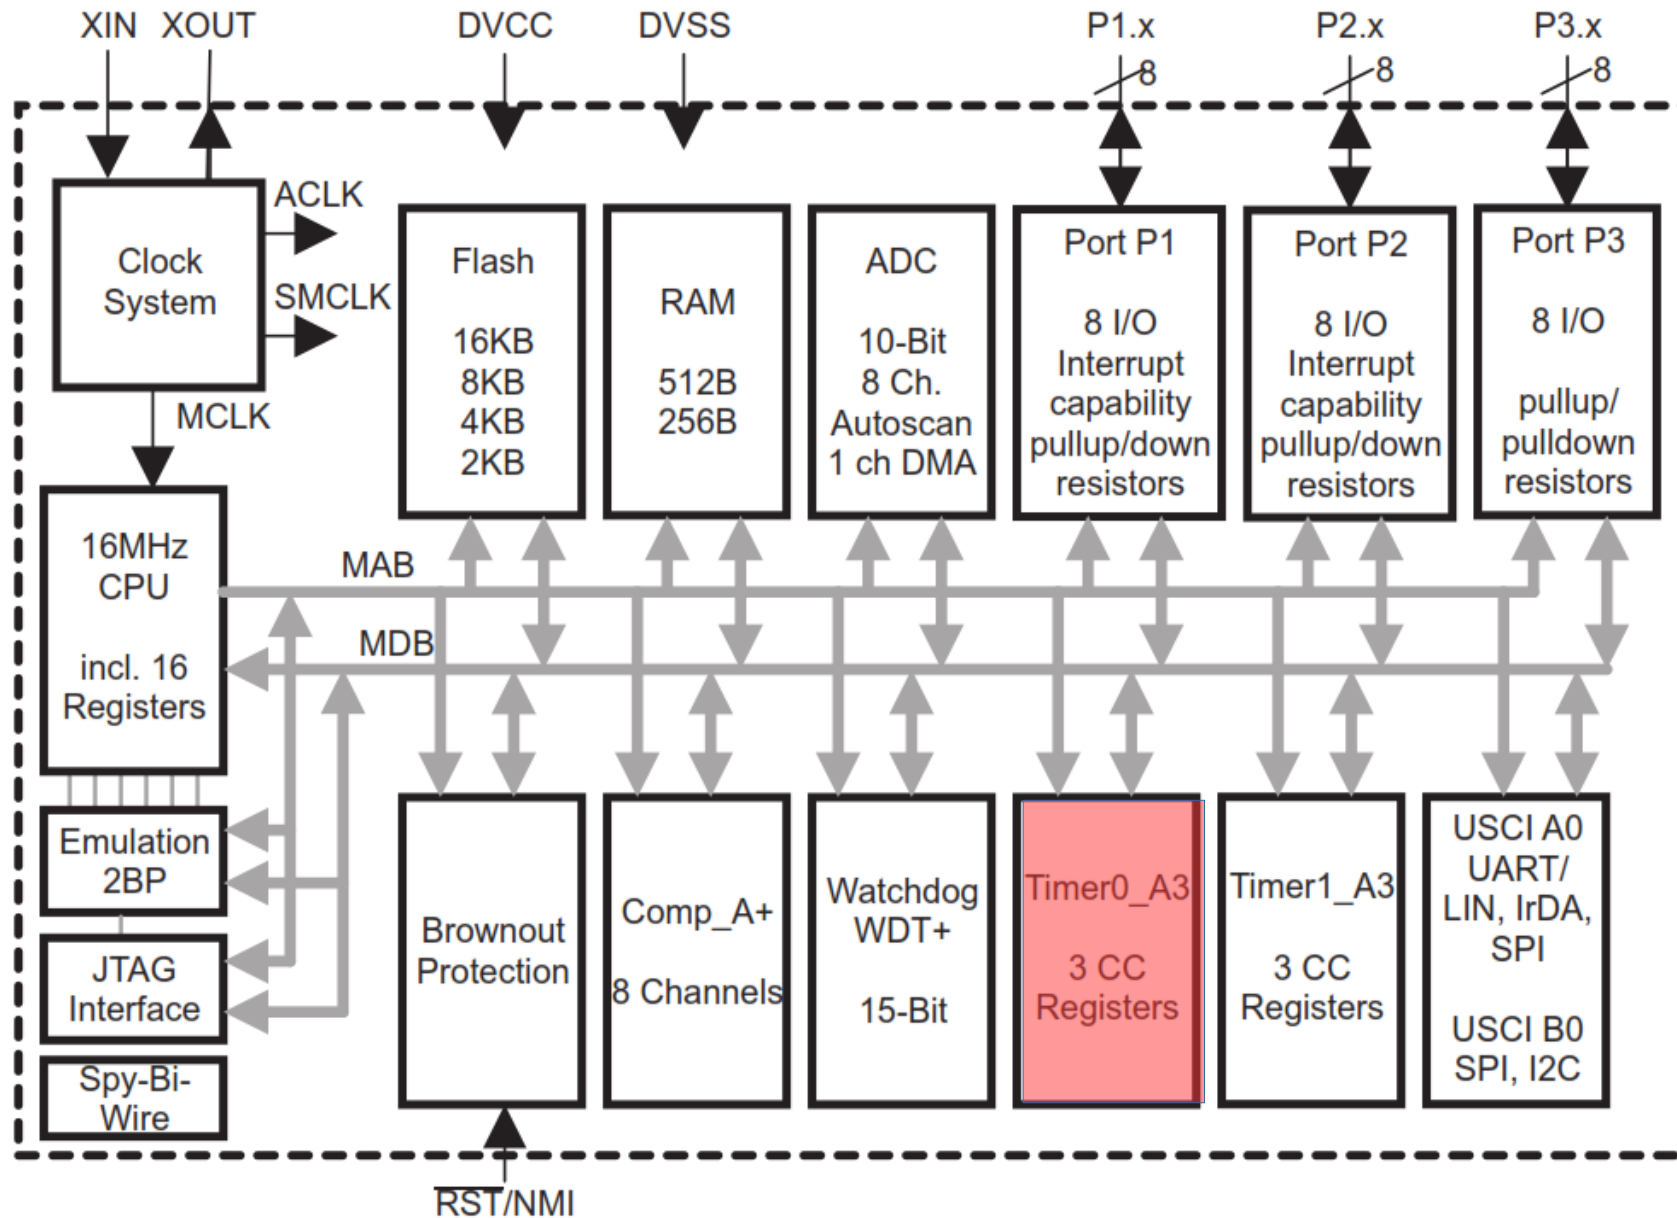 XIN XOUT DVCC DVSS P1.x P2.x P3.x
8 8 8
Clock
System
ACLK
SMCLK
MCLK
Flash
16KB
8KB
4KB
2KB
RAM
512B
256B
ADC
10-Bit
8 Ch.
Autoscan
1 ch DMA
Port P1
8 I/O
Interrupt
capability
pullup/down
resistors
Port P2
8 I/O
Interrupt
capability
pullup/down
resistors
Port P3
8 I/O
pullup/
pulldown
resistors
16MHz
CPU
incl. 16
Registers
MAB
MDB
Emulation
2BP
JTAG
Interface
Spy-Bi-
Wire
Brownout
Protection
Comp_A+
8 Channels
Watchdog
WDT+
15-Bit
Timer0_A3
3 CC
Registers
Timer1_A3
3 CC
Registers
USCI A0
UART/
LIN, IrDA,
SPI
USCI B0
SPI, I2C
RST/NMI